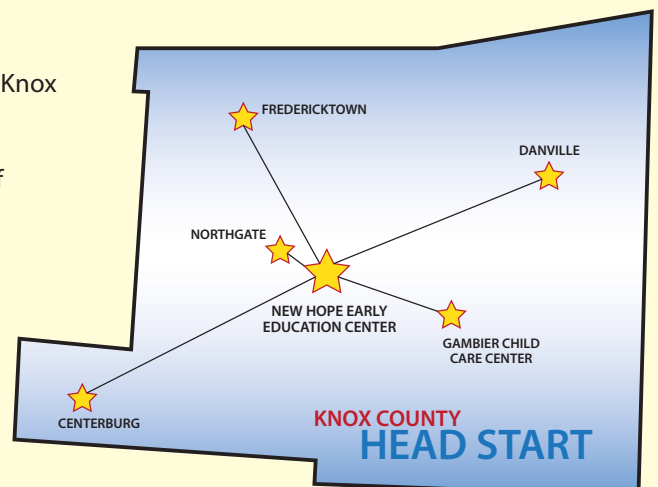 Knox
f
FREDERICKTOWN
DANVILLE
NORTHGATE
NEW HOPE EARLY
EDUCATION CENTER
GAMBIER CHILD
CARE CENTER
CENTERBURG
KNOX COUNTY
HEAD START